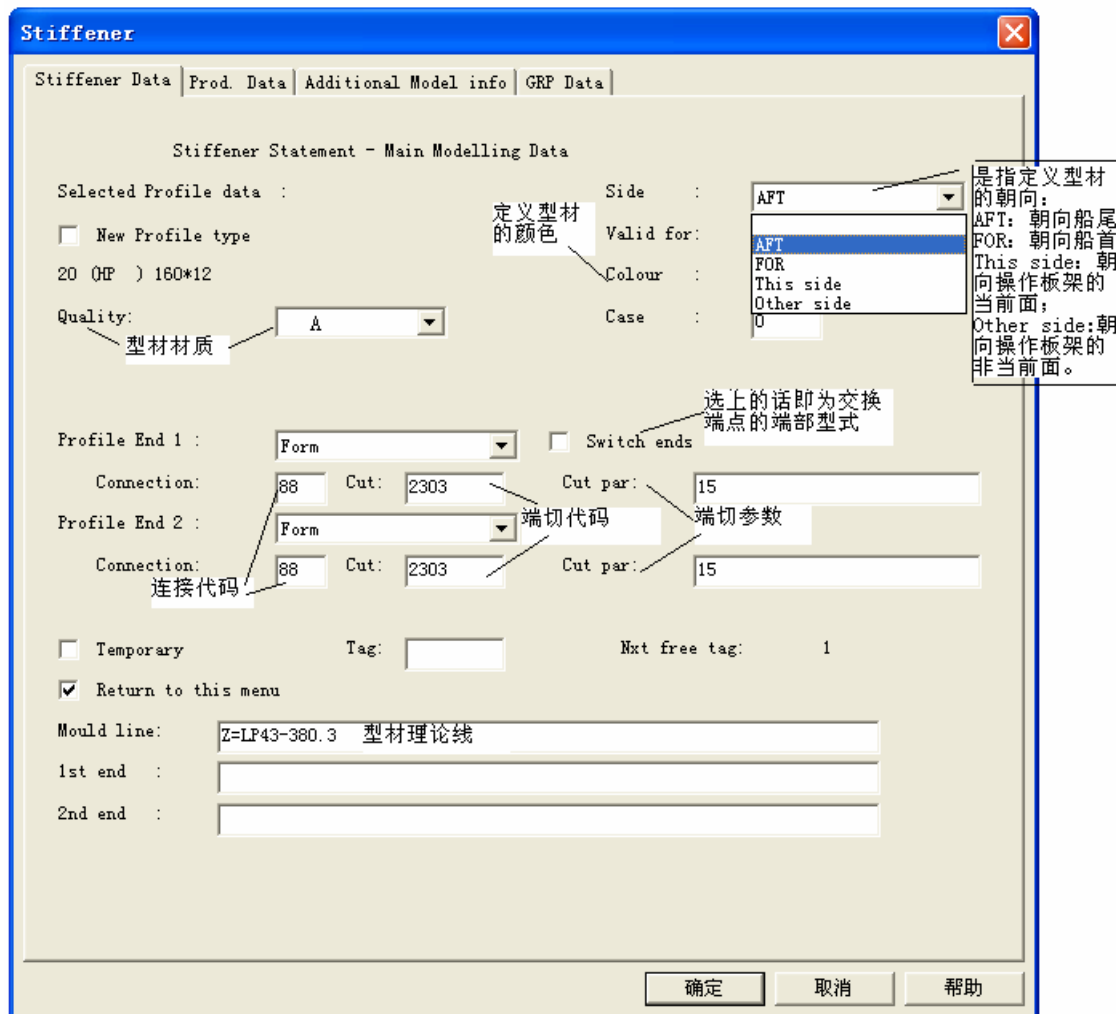 Stiffener
Stiffener Data Prod. Data Additional Model info GRP Data
Stiffener Statement - Main Modelling Data
Selected Profile data :
Side : AFT
New Profile type
定义型材
的颜色
Valid for:
AFT
FOR
This side
Other side
20 (HP ) 160*12
Colour :
Quality: A
Case : 0
型材材质
是指定义型材
的朝向：
AFT: 朝向船尾
FOR: 朝向船首
This side: 朝
向操作板架的
当前面；
Other side:朝
向操作板架的
非当前面。
选上的话即为交换
端点的端部型式
Profile End 1 : Form
Switch ends
Connection: 88 Cut: 2303 Cut par: 15
Profile End 2 : Form
端切代码
端切参数
Connection: 88 Cut: 2303 Cut par: 15
连接代码
Temporary Tag: Nxt free tag: 1
Return to this menu
Mould line: Z=LP43-380.3 型材理论线
1st end :
2nd end :
确定 取消 帮助